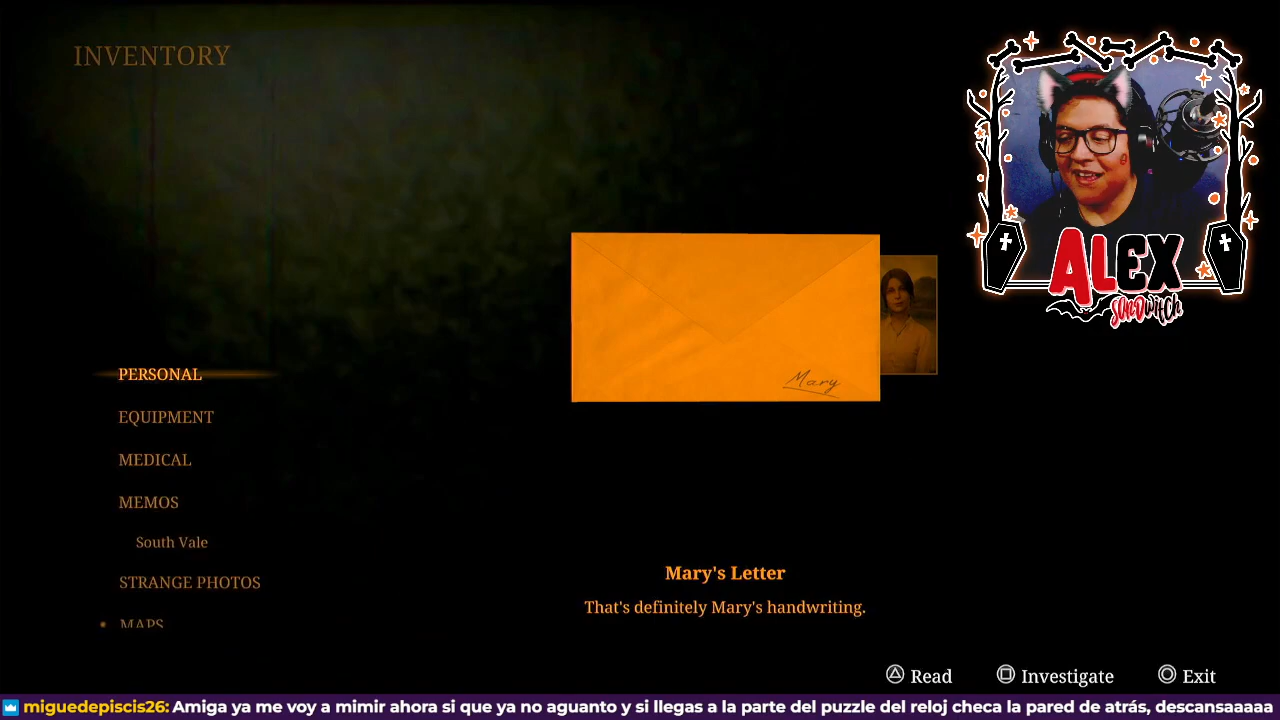 INVENTORY
ALEX
SANDWITCH
Mary
PERSONAL
EQUIPMENT
MEDICAL
MEMOS
South Vale
STRANGE PHOTOS
MAPS
Mary's Letter
That's definitely Mary's handwriting.
Read Investigate Exit
miguedepiscis26: Amiga ya me voy a mimir ahora si que ya no aguanto y si llegas a la parte del puzzle del reloj checa la pared de atrás, descansaaaaa